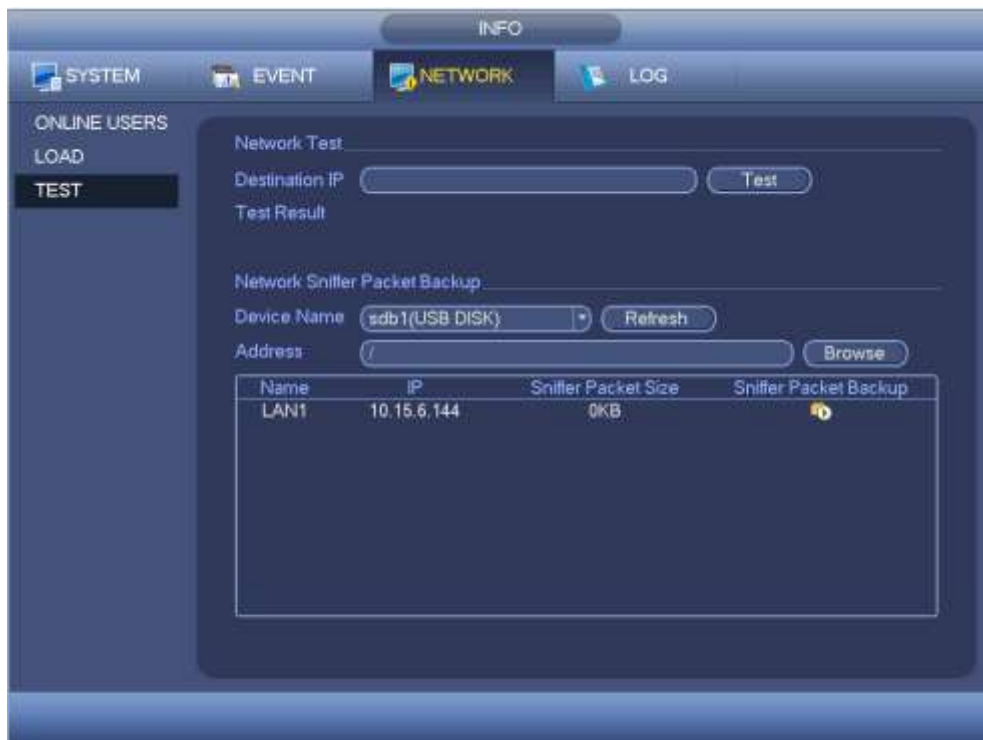 INFO
SYSTEM EVENT NETWORK LOG
ONLINE USERS
LOAD
TEST
Network Test
Destination IP Test
Test Result
Network Sniffer Packet Backup
Device Name sdb1(USB DISK) Refresh
Address / Browse
Name IP Sniffer Packet Size Sniffer Packet Backup
LAN1 10.15.6.144 0KB